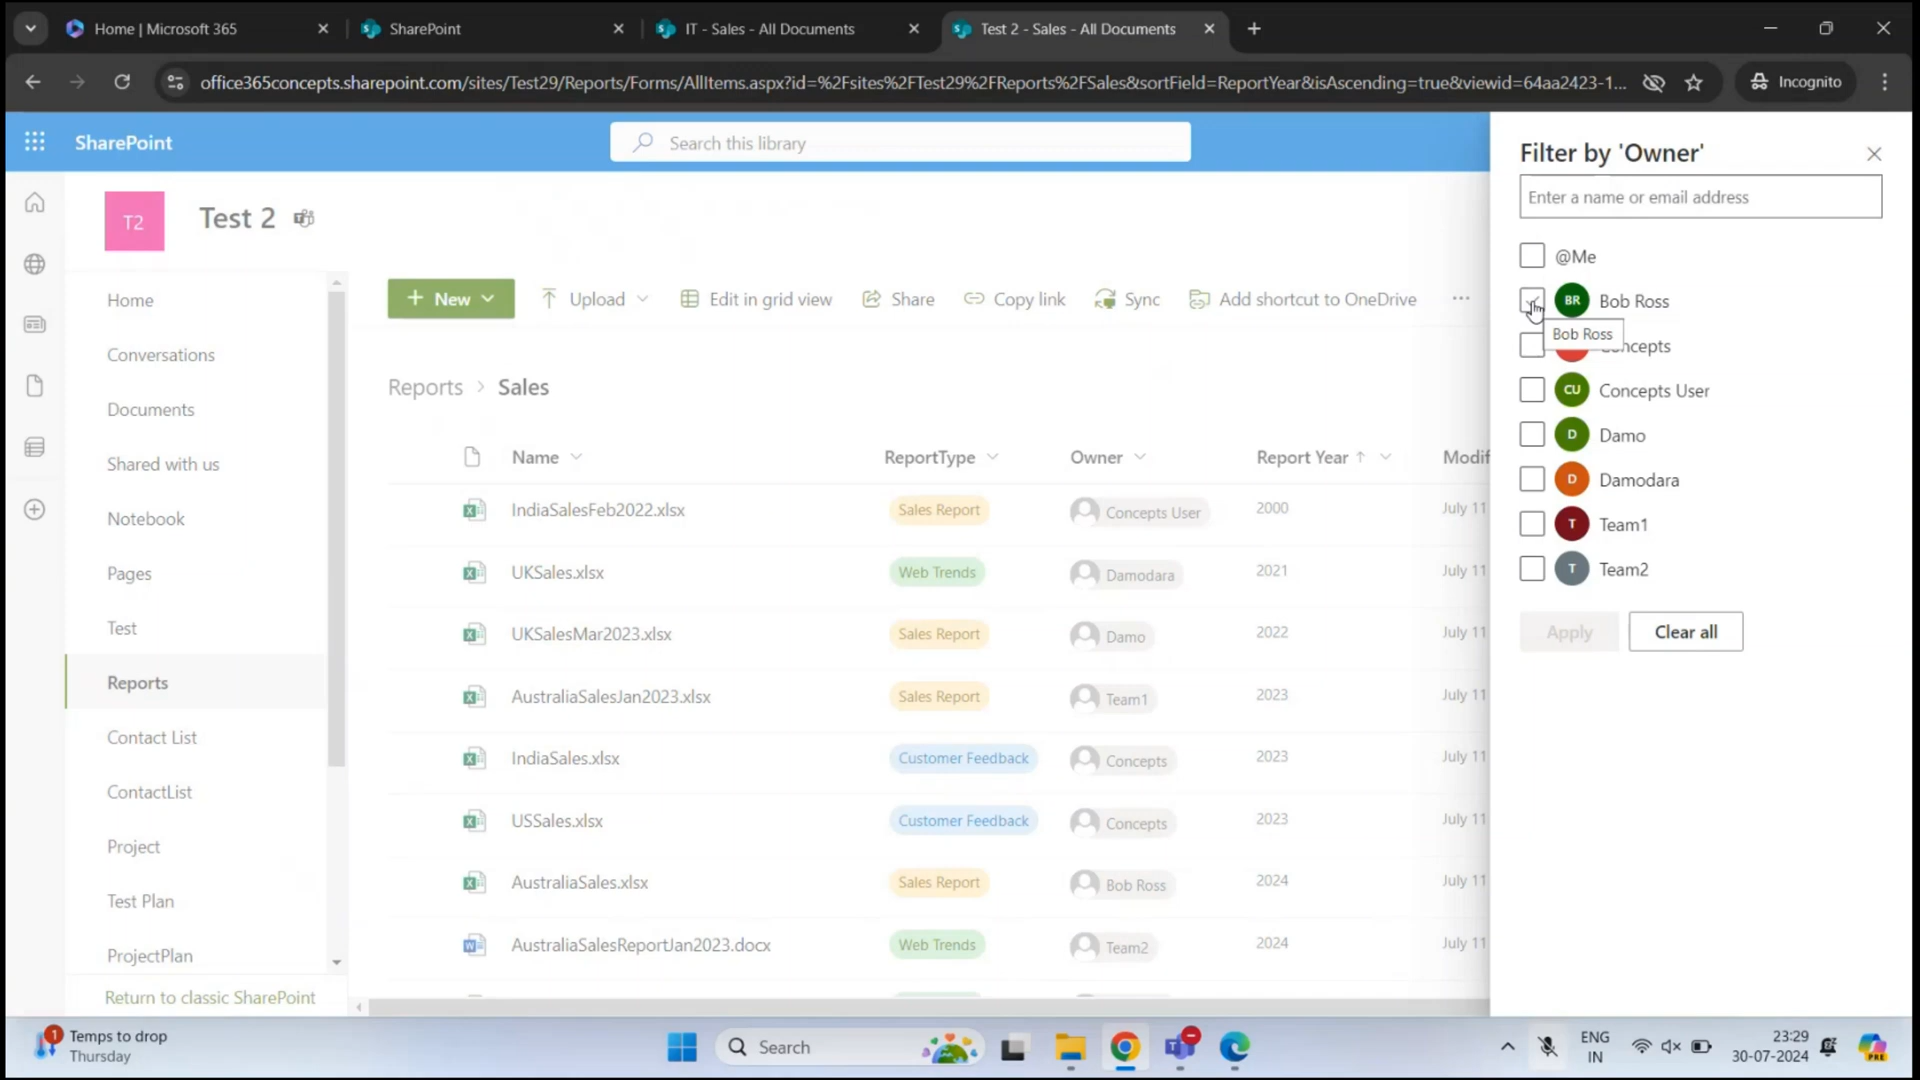 Home | Microsoft 365
SharePoint
IT - Sales - All Documents
Test 2 - Sales - All Documents
office365concepts.sharepoint.com/sites/Test29/Reports/Forms/AllItems.aspx?id=%2Fsites%2FTest29%2FReports%2FSales&sortField=ReportYear&isAscending=true&viewid=64aa2423-1...
Incognito
SharePoint
Search this library
T2
Test 2
Home
Conversations
Documents
Shared with us
Notebook
Pages
Test
Reports
Contact List
ContactList
Project
Test Plan
ProjectPlan
Return to classic SharePoint
New
Upload
Edit in grid view
Share
Copy link
Sync
Add shortcut to OneDrive
Reports > Sales
Name ReportType Owner Report Year Modif
IndiaSalesFeb2022.xlsx Sales Report Concepts User 2000 July 11
UKSales.xlsx Web Trends Damodara 2021 July 11
UKSalesMar2023.xlsx Sales Report Damo 2022 July 11
AustraliaSalesJan2023.xlsx Sales Report Team1 2023 July 11
IndiaSales.xlsx Customer Feedback Concepts 2023 July 11
USSales.xlsx Customer Feedback Concepts 2023 July 11
AustraliaSales.xlsx Sales Report Bob Ross 2024 July 11
AustraliaSalesReportJan2023.docx Web Trends Team2 2024 July 11
Filter by 'Owner'
Enter a name or email address
@Me
BR Bob Ross
Bob Ross
ncepts
CU Concepts User
D Damo
D Damodara
T Team1
T Team2
Apply
Clear all
1
Temps to drop
Thursday
Search
ENG
IN
23:29
30-07-2024
PRE